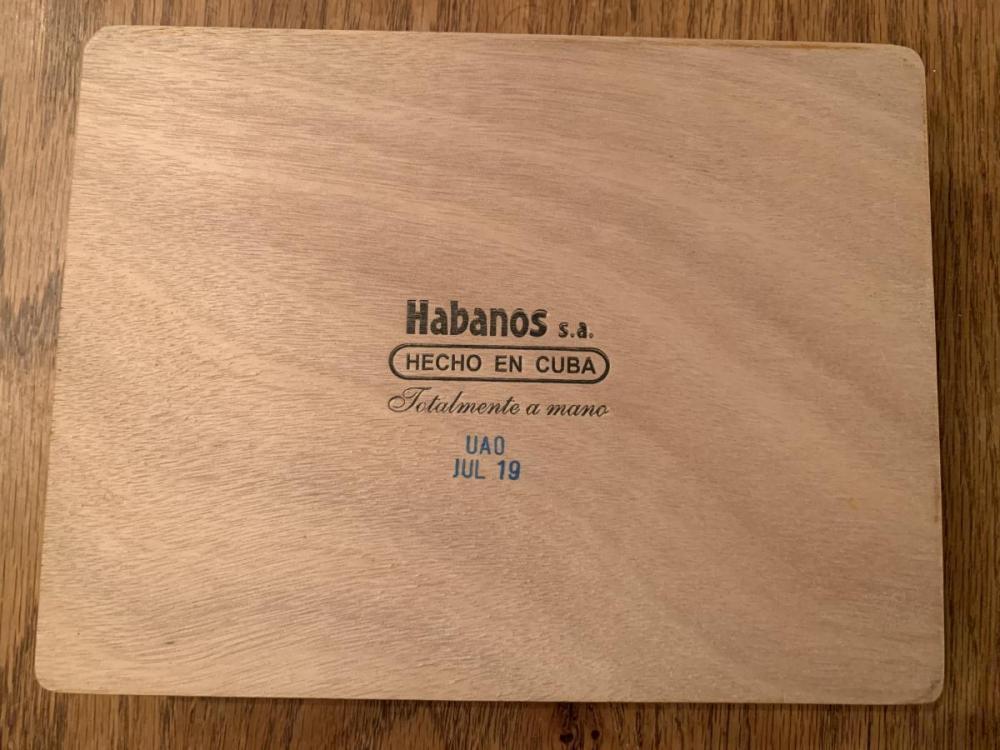 Habanos s.a.
HECHO EN CUBA
Totalmente a mano
UAO
JUL 19